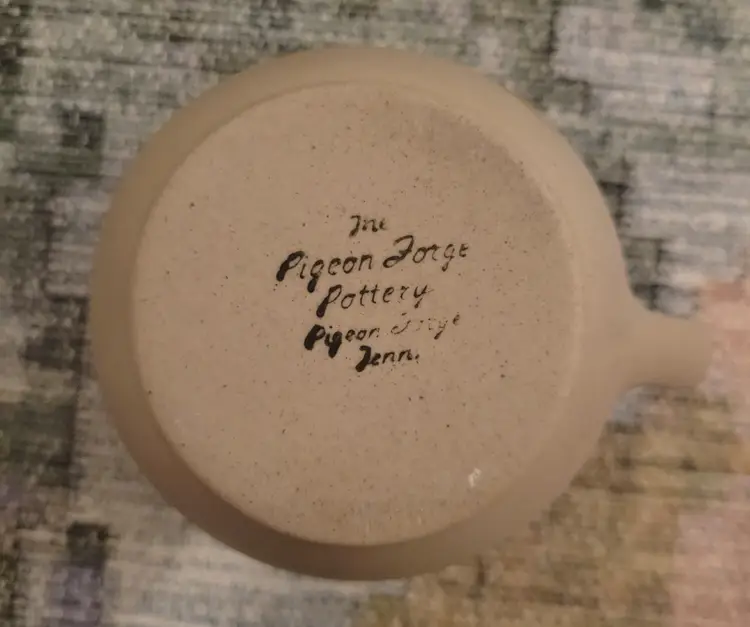 The
Pigeon Forge
Pottery
Pigeon Forge
Tenn.